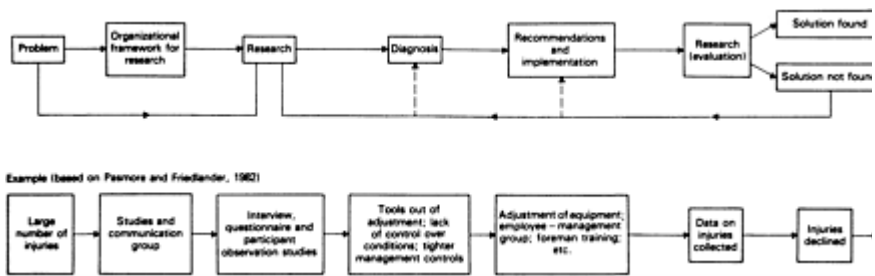 Solution found
Organizational
framework for
research
Recommendations
and
implementation
Problem
Research
Diagnosis
Research
(evaluation)
Solution not found
Example (based on Pasmore and Friedlander, 1982)
Large
number of
injuries
Studies and
communication
group
Interview,
questionnaire and
participant
observation studies
Tools out of
adjustment; lack
of control over
conditions; tighter
management controls
Adjustment of equipment;
employee – management
group; foreman training;
etc.
Data on
injuries
collected
Injuries
declined